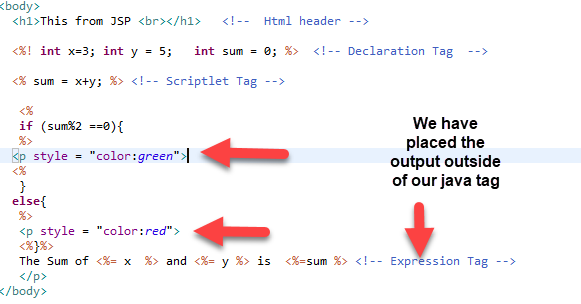 <body>
<h1>This from JSP <br></h1> <!-- Html header -->
<%! int x=3; int y = 5; int sum = 0; %> <!-- Declaration Tag -->
<% sum = x+y; %> <!-- Scriptlet Tag -->
<%
if (sum%2 ==0){
%>
<p style = "color:green">
<%
}
else{
%>
<p style = "color:red">
<%}%>
The Sum of <%= x %> and <%= y %> is <%=sum %> <!-- Expression Tag -->
</p>
</body>
We have
placed the
output outside
of our java tag